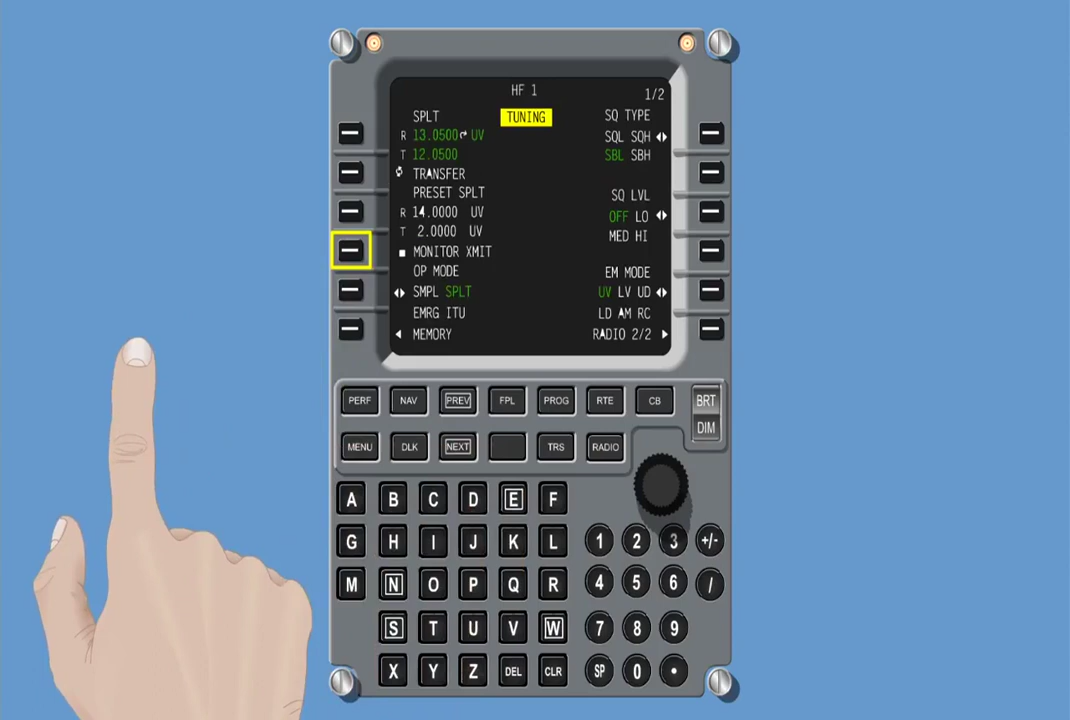 HF 1
1/2
SPLT TUNING SQ TYPE
R 13.0500 UV SQL SQH
T 12.0500 SBL SBH
TRANSFER
PRESET SPLT SQ LVL
R 14.0000 UV OFF LO
T 2.0000 UV MED HI
MONITOR XMIT
OP MODE EM MODE
SMPL SPLT UV LV UD
EMRG ITU LD AM RC
MEMORY RADIO 2/2
PERF NAV PREV FPL PROG RTE CB BRT
DIM
MENU DLK NEXT TRS RADIO
A B C D E F
G H I J K L 1 2 3 +/-
M N O P Q R 4 5 6 /
S T U V W 7 8 9
X Y Z DEL CLR SP 0 .